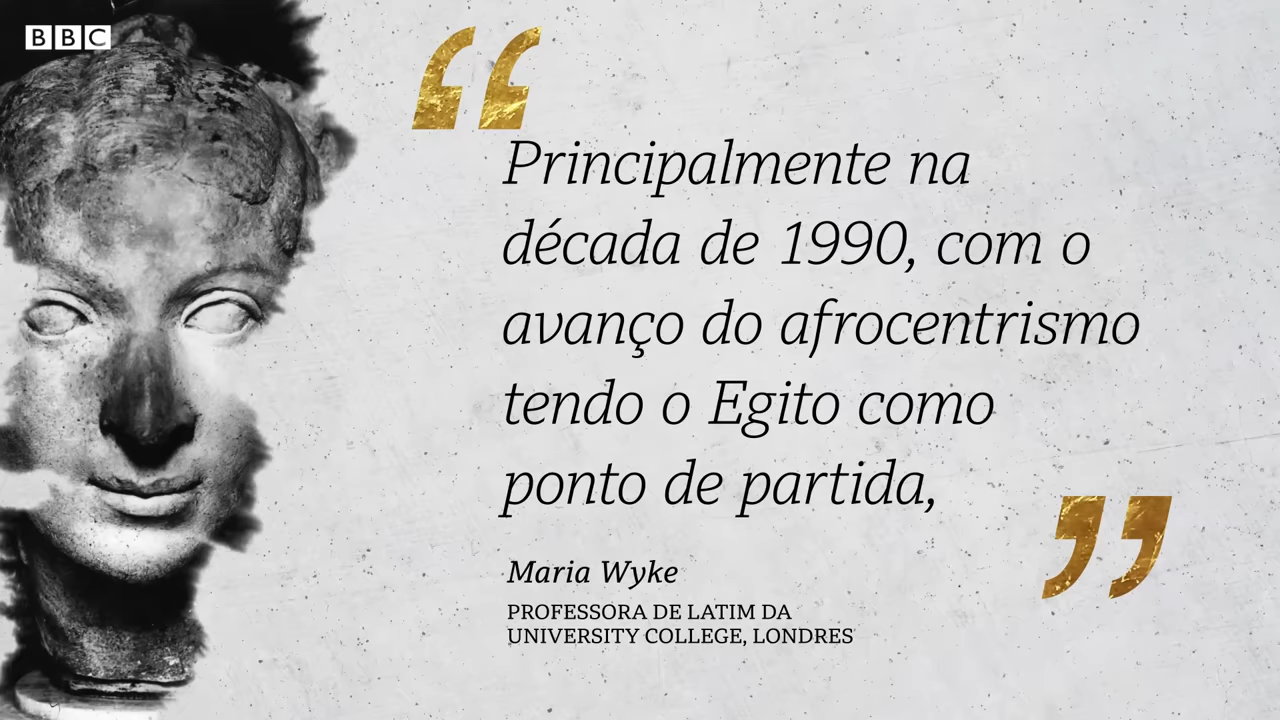 BBC
“
Principalmente na
década de 1990, com o
avanço do afrocentrismo
tendo o Egito como
ponto de partida,
”
Maria Wyke
PROFESSORA DE LATIM DA
UNIVERSITY COLLEGE, LONDRES